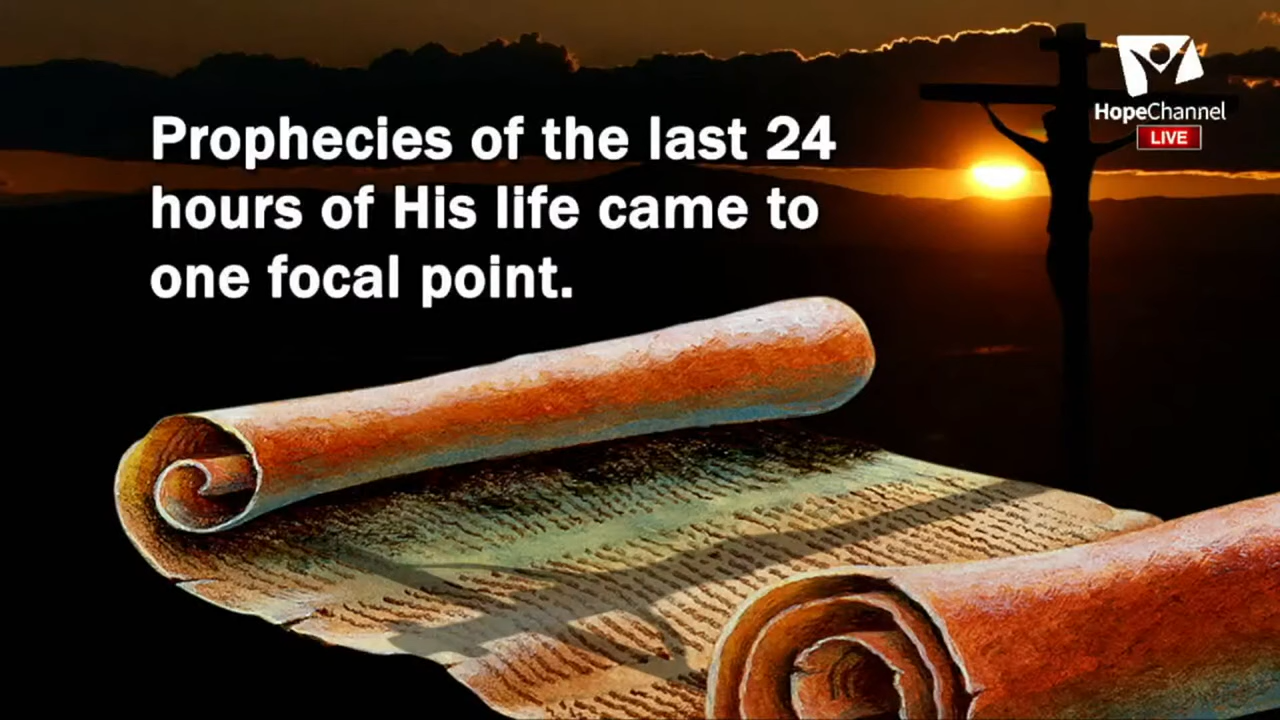 Prophecies of the last 24
hours of His life came to
one focal point.
HopeChannel
LIVE